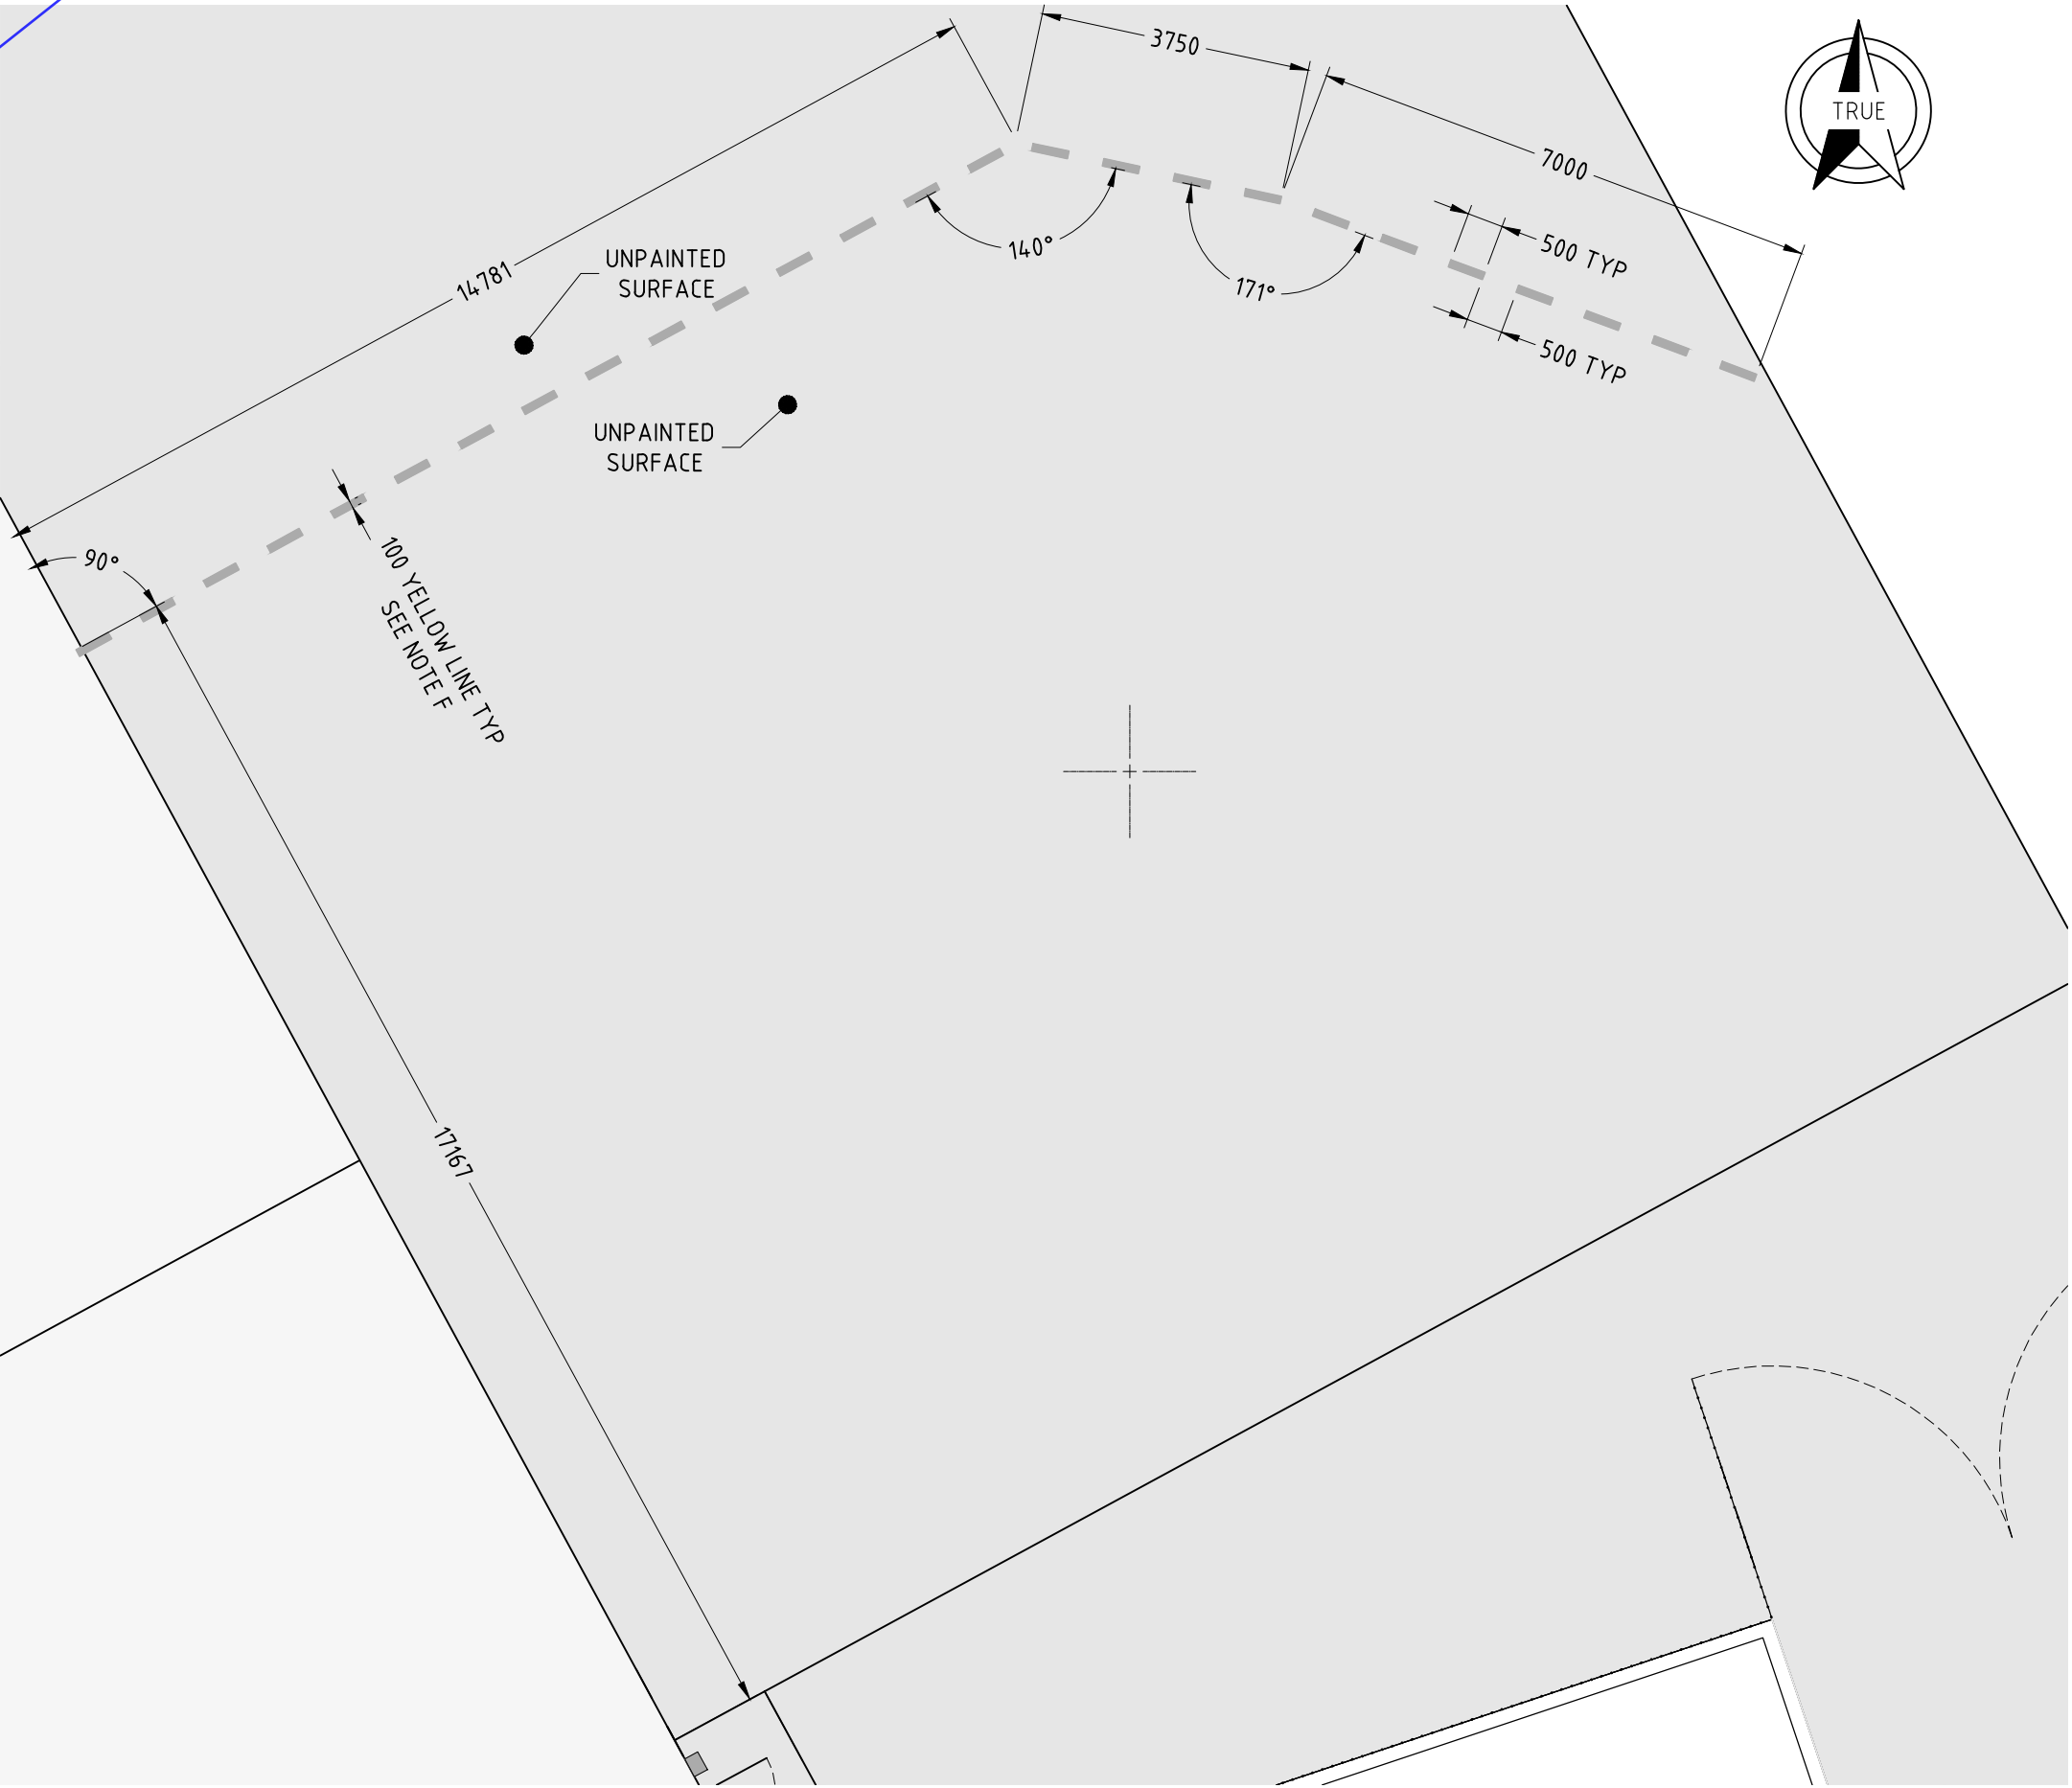 3750
TRUE
7000
140°
500 TYP
UNPAINTED
SURFACE
14781
171°
500 TYP
UNPAINTED
SURFACE
90°
100 YELLOW LINE TYP
SEE NOTE F
17167